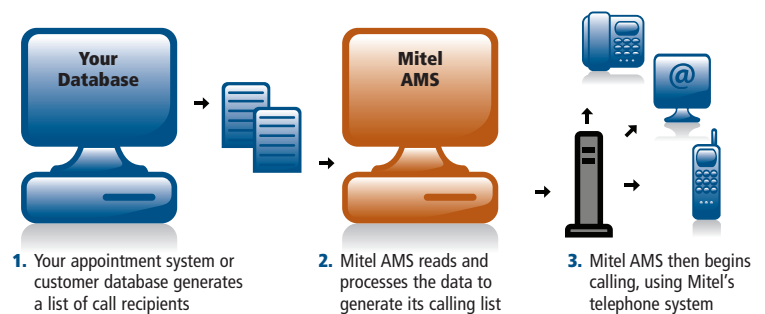 Your
Database
Mitel
AMS
@
1. Your appointment system or
customer database generates
a list of call recipients
2. Mitel AMS reads and
processes the data to
generate its calling list
3. Mitel AMS then begins
calling, using Mitel’s
telephone system